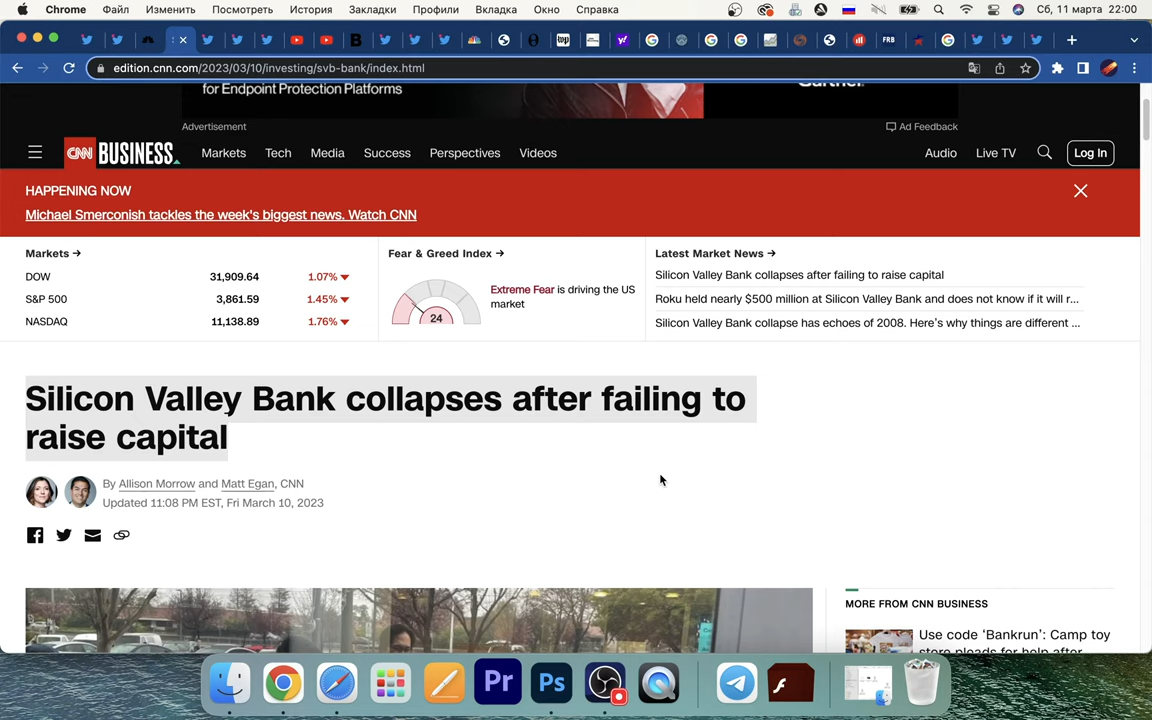 Chrome Файл Изменить Посмотреть История Закладки Профили Вкладка Окно Справка Сб, 11 марта 22:00
edition.cnn.com/2023/03/10/investing/svb-bank/index.html
for Endpoint Protection Platforms
Advertisement Ad Feedback
CNN BUSINESS Markets Tech Media Success Perspectives Videos Audio Live TV Log In
HAPPENING NOW
Michael Smerconish tackles the week's biggest news. Watch CNN
Markets → Fear & Greed Index → Latest Market News →
DOW 31,909.64 1.07% Silicon Valley Bank collapses after failing to raise capital
S&P 500 3,861.59 1.45% Extreme Fear is driving the US market Roku held nearly $500 million at Silicon Valley Bank and does not know if it will r...
NASDAQ 11,138.89 1.76% 24 Silicon Valley Bank collapse has echoes of 2008. Here's why things are different ...
Silicon Valley Bank collapses after failing to
raise capital
By Allison Morrow and Matt Egan, CNN
Updated 11:08 PM EST, Fri March 10, 2023
MORE FROM CNN BUSINESS
Use code ‘Bankrun’: Camp toy
store pleads for help after
Pr Ps